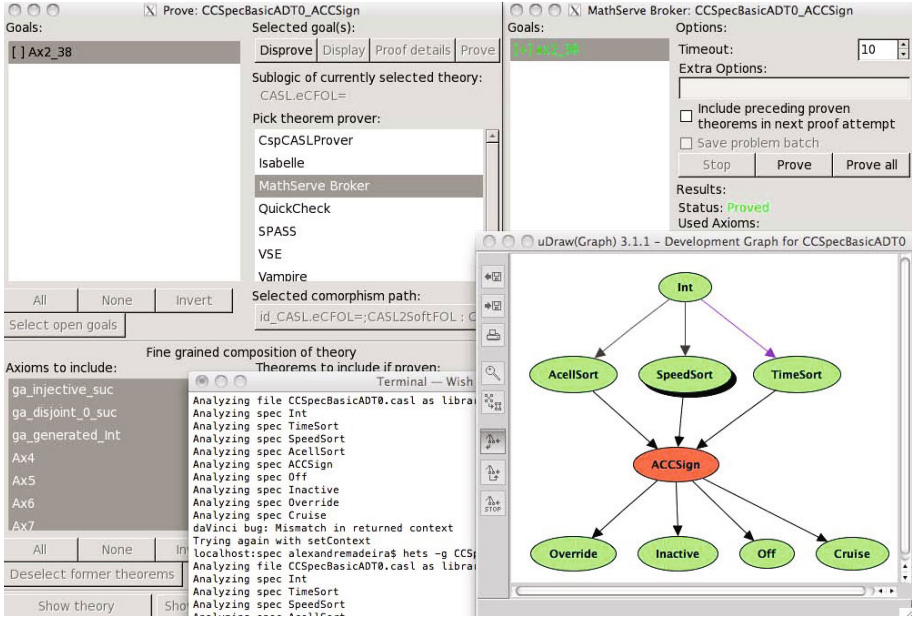 Prove: CCSpecBasicADT0_ACCSign
Goals:
[ ] Ax2_38
Selected goal(s):
Disprove
Display
Proof details
Prove
Sublogic of currently selected theory:
CASL.eCFOL=
Pick theorem prover:
CspCASLProver
Isabelle
MathServe Broker
QuickCheck
SPASS
VSE
Vampire
All
None
Invert
Select open goals
Selected comorphism path:
id_CASL.eCFOL=;CASL2SoftFOL : C
Fine grained composition of theory
Axioms to include:
Theorems to include if proven:
ga_injective_suc
ga_disjoint_0_suc
ga_generated_Int
Ax4
Ax5
Ax6
Ax7
All
None
Deselect former theorems
Show theory
MathServe Broker: CCSpecBasicADT0_ACCSign
Goals:
[+] Ax2_38
Options:
Timeout:
10
Extra Options:
Include preceding proven
theorems in next proof attempt
Save problem batch
Stop
Prove
Prove all
Results:
Status: Proved
Used Axioms:
Terminal — Wish
Analyzing file CCSpecBasicADT0.casl as librar
Analyzing spec Int
Analyzing spec TimeSort
Analyzing spec SpeedSort
Analyzing spec AcellSort
Analyzing spec ACCSign
Analyzing spec Off
Analyzing spec Inactive
Analyzing spec Override
Analyzing spec Cruise
daVinci bug: Mismatch in returned context
Trying again with setContext
localhost:spec alexandremadeira$ hets -g CCSp
Analyzing file CCSpecBasicADT0.casl as librar
Analyzing spec Int
Analyzing spec TimeSort
Analyzing spec SpeedSort
Analyzing spec AcellSort
uDraw(Graph) 3.1.1 – Development Graph for CCSpecBasicADT0
Int
AcellSort
SpeedSort
TimeSort
ACCSign
Override
Inactive
Off
Cruise
STOP